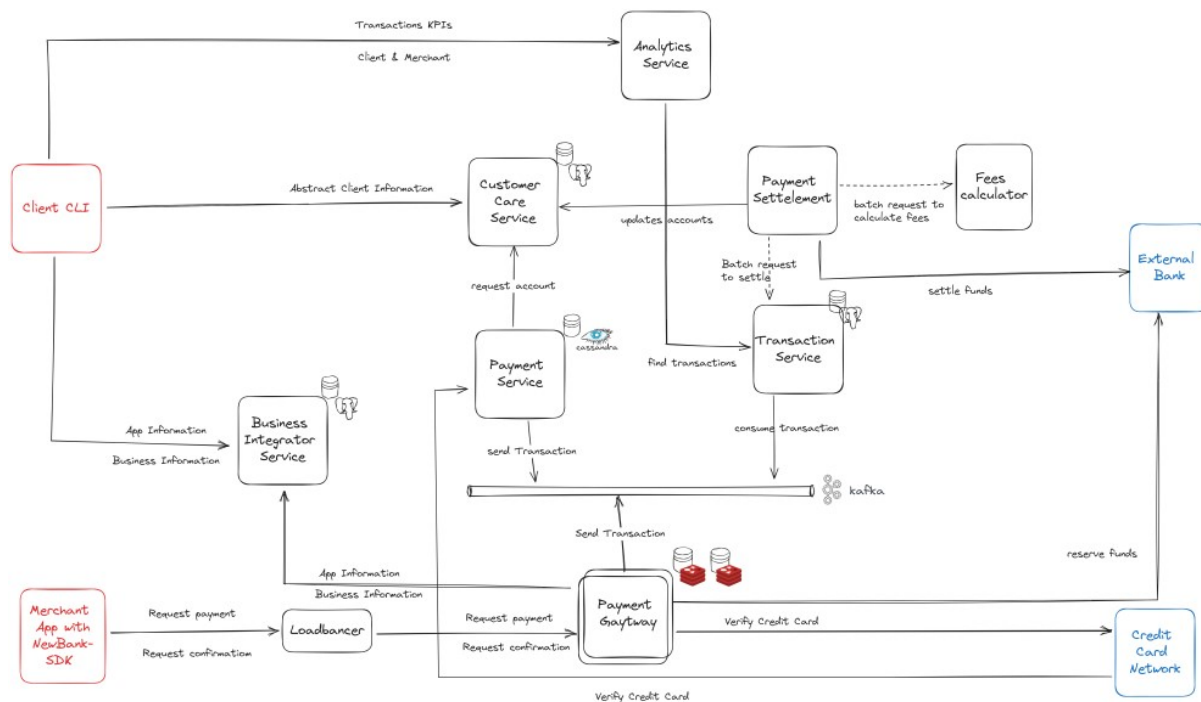 Transactions KPIs
Client & Merchant
Analytics
Service
Client CLI
Abstract Client Information
Customer
Care
Service
Payment
Settelement
Fees
calculator
batch request to
calculate fees
updates accounts
External
Bank
Batch request
to settle
settle funds
request account
cassandra
Payment
Service
find transactions
Transaction
Service
App Information
Business Information
Business
Integrator
Service
send Transaction
consume transaction
kafka
Send Transaction
reserve funds
App Information
Business Information
Merchant
App with
NewBank-
SDK
Request payment
Request confirmation
Loadbancer
Request payment
Request confirmation
Payment
Gaytway
Verify Credit Card
Credit
Card
Network
Verify Credit Card